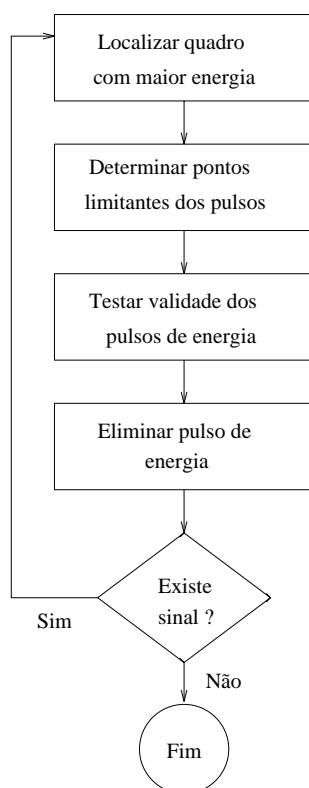 Localizar quadro
com maior energia
Determinar pontos
limitantes dos pulsos
Testar validade dos
pulsos de energia
Eliminar pulso de
energia
Existe
sinal ?
Sim
Não
Fim